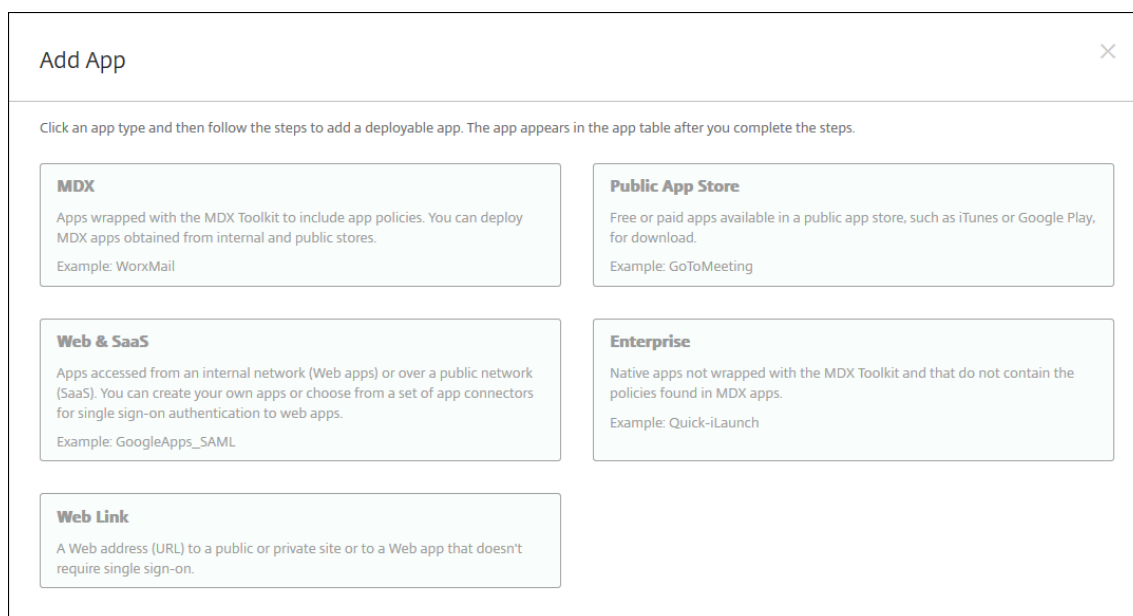 Add App
Click an app type and then follow the steps to add a deployable app. The app appears in the app table after you complete the steps.
MDX
Apps wrapped with the MDX Toolkit to include app policies. You can deploy
MDX apps obtained from internal and public stores.
Example: WorxMail
Public App Store
Free or paid apps available in a public app store, such as iTunes or Google Play,
for download.
Example: GoToMeeting
Web & SaaS
Apps accessed from an internal network (Web apps) or over a public network
(SaaS). You can create your own apps or choose from a set of app connectors
for single sign-on authentication to web apps.
Example: GoogleApps_SAML
Enterprise
Native apps not wrapped with the MDX Toolkit and that do not contain the
policies found in MDX apps.
Example: Quick-iLaunch
Web Link
A Web address (URL) to a public or private site or to a Web app that doesn't
require single sign-on.